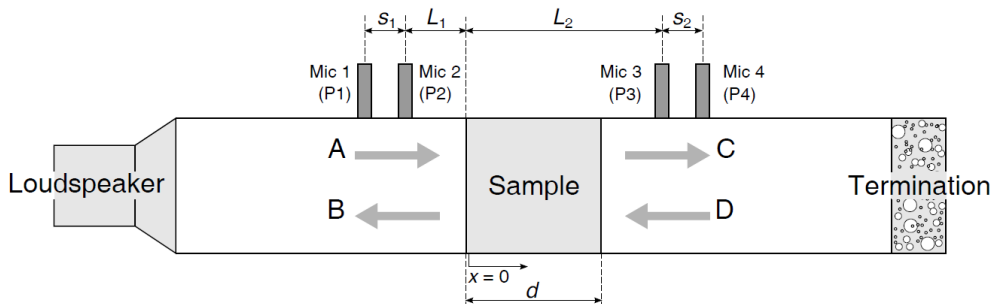 s1
L1
L2
s2
Mic 1
(P1)
Mic 2
(P2)
Mic 3
(P3)
Mic 4
(P4)
A
C
Loudspeaker
Sample
Termination
B
D
x = 0
d